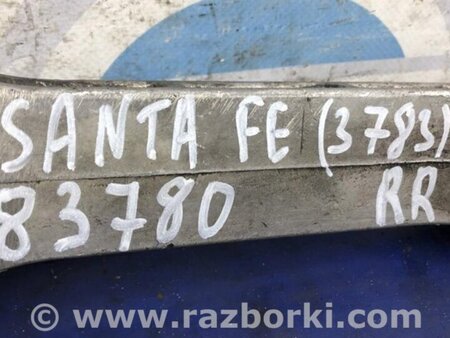 SANTA FE (3783)
83780 RR
www.razborki.com